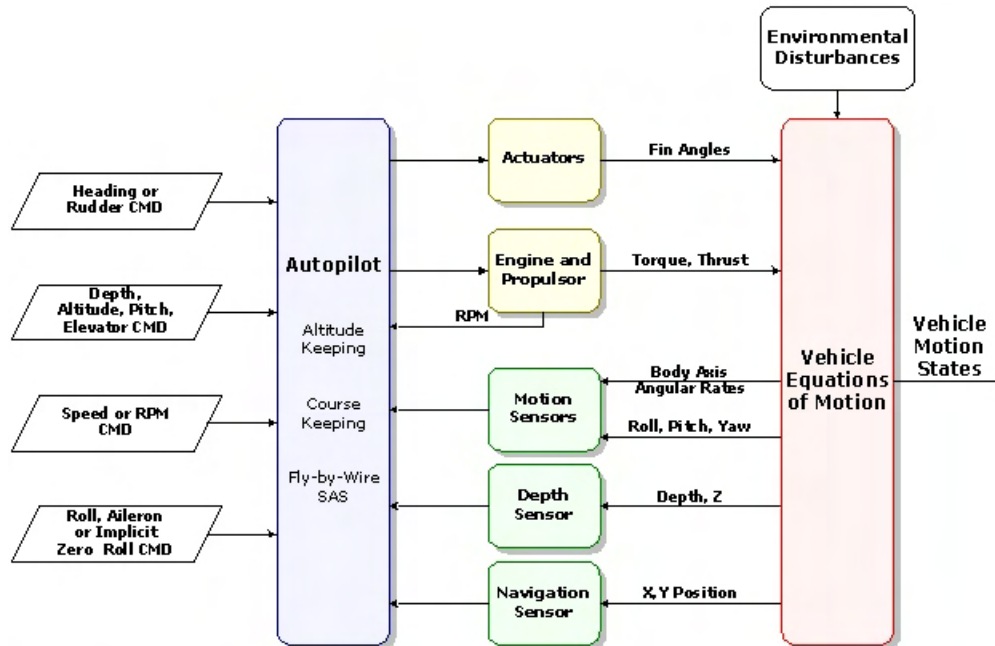 Environmental
Disturbances
Heading or
Rudder CMD
Depth,
Altitude, Pitch,
Elevator CMD
Speed or RPM
CMD
Roll, Aileron
or Implicit
Zero Roll CMD
Autopilot
Altitude
Keeping
Course
Keeping
Fly-by-Wire
SAS
Actuators
Fin Angles
Engine and
Propulsor
Torque, Thrust
RPM
Motion
Sensors
Body Axis
Angular Rates
Roll, Pitch, Yaw
Depth
Sensor
Depth, Z
Navigation
Sensor
X,Y Position
Vehicle
Equations
of Motion
Vehicle
Motion
States